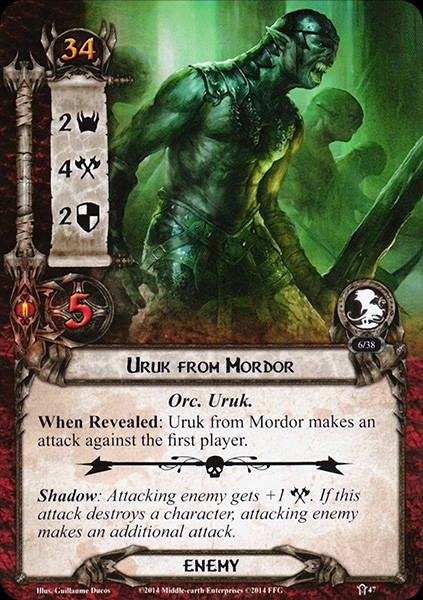 34
2
4
2
5
6/38
Uruk from Mordor
Orc. Uruk.
When Revealed: Uruk from Mordor makes an
attack against the first player.
Shadow: Attacking enemy gets +1 . If this
attack destroys a character, attacking enemy
makes an additional attack.
ENEMY
Illus. Guillaume Ducos ©2014 Middle-earth Enterprises ©2014 FFG 47